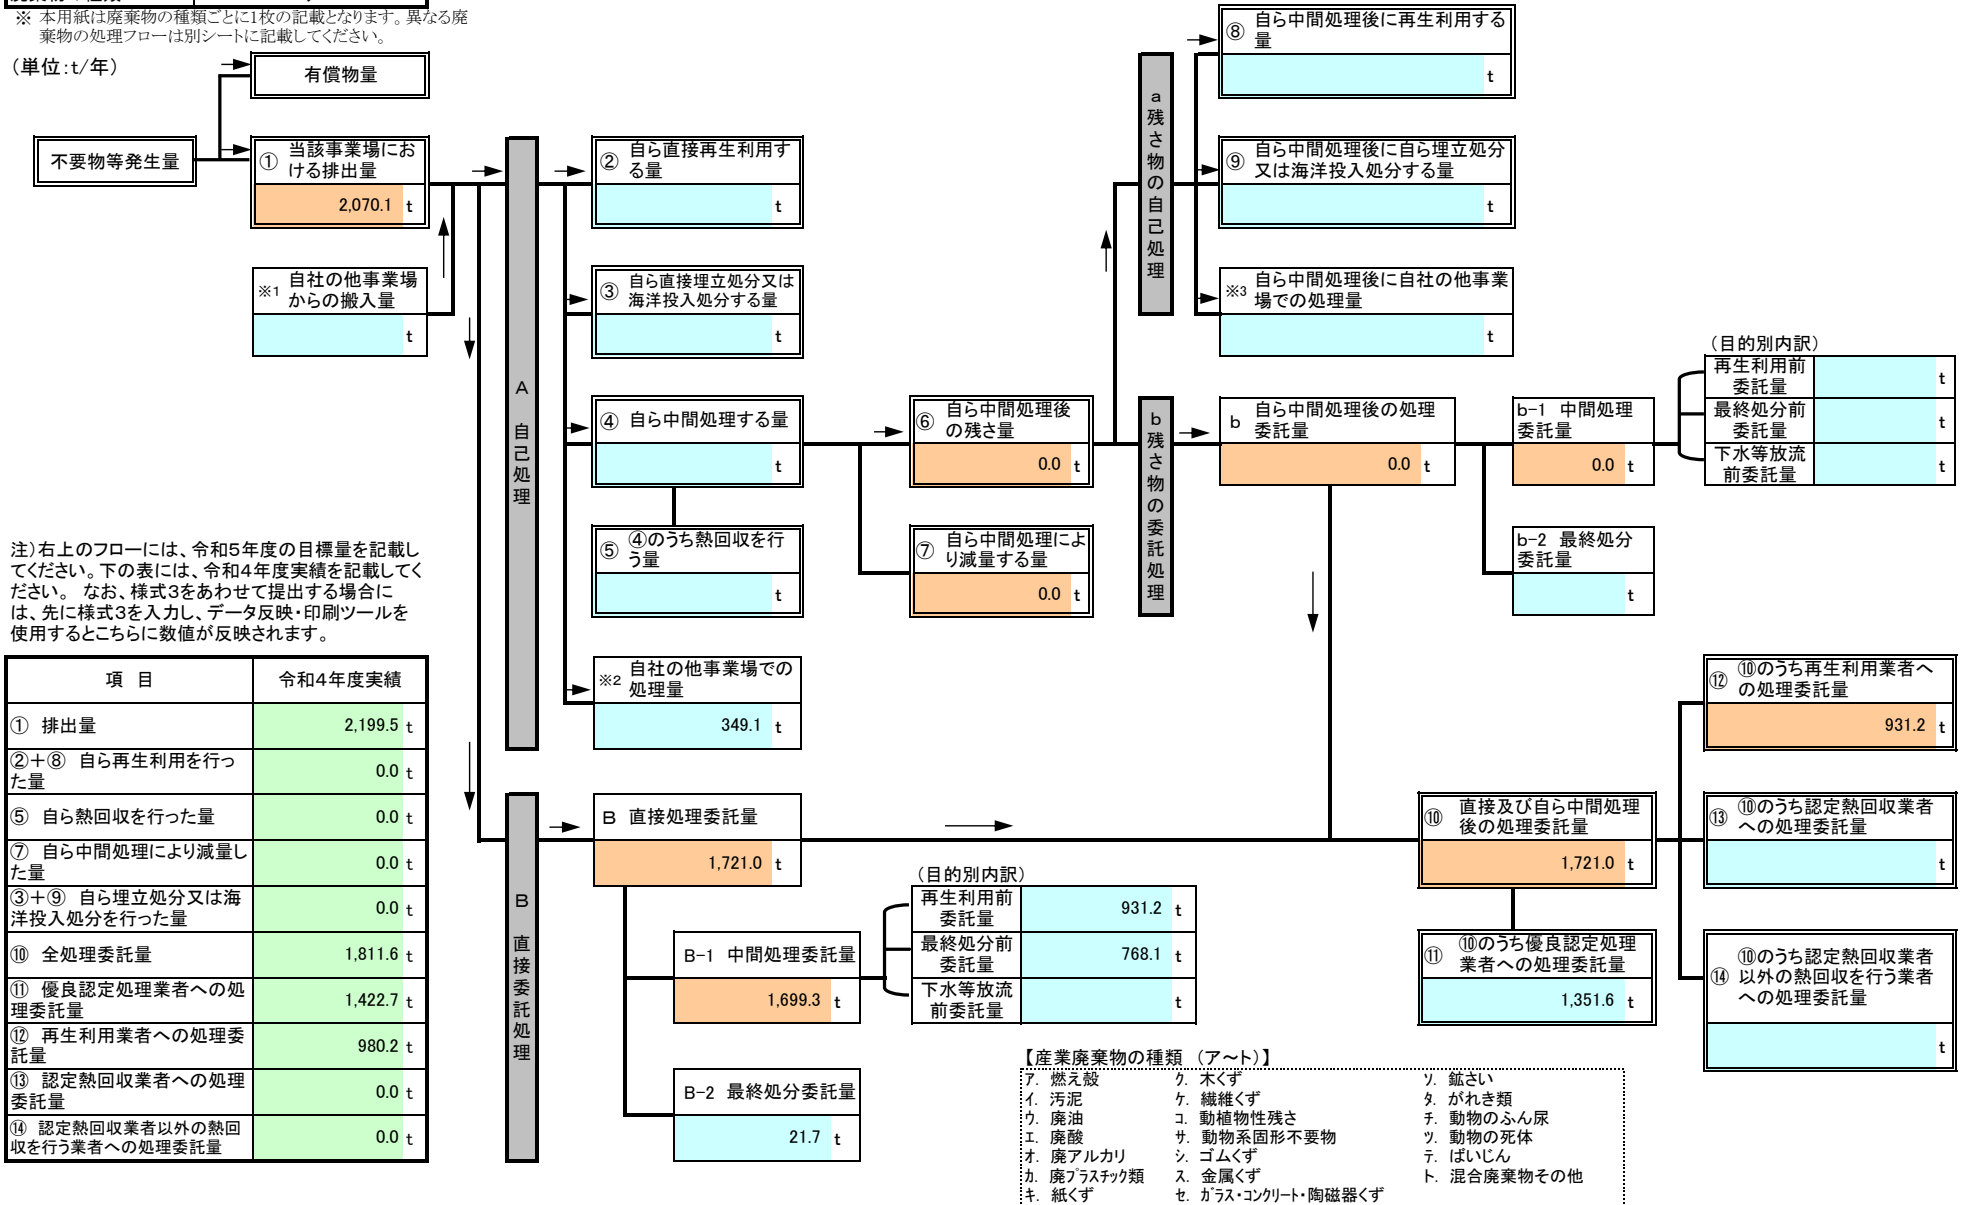 ※ 本用紙は廃棄物の種類ごとに1枚の記載となります。異なる廃
棄物の処理フローは別シートに記載してください。
（単位：t/年）
有償物量
不要物等発生量
① 当該事業場にお
ける排出量
2,070.1 t
※1 自社の他事業場
からの搬入量
t
A 自己処理
② 自ら直接再生利用す
る量
t
③ 自ら直接埋立処分又は
海洋投入処分する量
t
④ 自ら中間処理する量
t
⑤ ④のうち熱回収を行
う量
t
※2 自社の他事業場での
処理量
349.1 t
⑥ 自ら中間処理後
の残さ量
0.0 t
⑦ 自ら中間処理によ
り減量する量
0.0 t
a 残さ物の自己処理
⑧ 自ら中間処理後に再生利用する
量
t
⑨ 自ら中間処理後に自ら埋立処分
又は海洋投入処分する量
t
※3 自ら中間処理後に自社の他事業
場での処理量
t
b 残さ物の委託処理
b 自ら中間処理後の処理
委託量
0.0 t
b-1 中間処理
委託量
0.0 t
（目的別内訳）
再生利用前
委託量
t
最終処分前
委託量
t
下水等放流
前委託量
t
b-2 最終処分
委託量
t
注）右上のフローには、令和5年度の目標量を記載し
てください。下の表には、令和4年度実績を記載してく
ださい。 なお、様式3をあわせて提出する場合に
は、先に様式3を入力し、データ反映・印刷ツールを
使用するとこちらに数値が反映されます。
項 目 令和4年度実績
① 排出量 2,199.5 t
②＋⑧ 自ら再生利用を行っ
た量 0.0 t
⑤ 自ら熱回収を行った量 0.0 t
⑦ 自ら中間処理により減量し
た量 0.0 t
③＋⑨ 自ら埋立処分又は海
洋投入処分を行った量 0.0 t
⑩ 全処理委託量 1,811.6 t
⑪ 優良認定処理業者への処
理委託量 1,422.7 t
⑫ 再生利用業者への処理委
託量 980.2 t
⑬ 認定熱回収業者への処理
委託量 0.0 t
⑭ 認定熱回収業者以外の熱回
収を行う業者への処理委託量 0.0 t
B 直接委託処理
B 直接処理委託量
1,721.0 t
B-1 中間処理委託量
1,699.3 t
（目的別内訳）
再生利用前
委託量
931.2 t
最終処分前
委託量
768.1 t
下水等放流
前委託量
t
B-2 最終処分委託量
21.7 t
⑩ 直接及び自ら中間処理
後の処理委託量
1,721.0 t
⑪ ⑩のうち優良認定処理
業者への処理委託量
1,351.6 t
⑫ ⑩のうち再生利用業者へ
の処理委託量
931.2 t
⑬ ⑩のうち認定熱回収業者
への処理委託量
t
⑭ ⑩のうち認定熱回収業者
以外の熱回収を行う業者
への処理委託量
t
【産業廃棄物の種類 （ア～ト）】
ア. 燃え殻 ク. 木くず ソ. 鉱さい
イ. 汚泥 ケ. 繊維くず タ. がれき類
ウ. 廃油 コ. 動植物性残さ チ. 動物のふん尿
エ. 廃酸 サ. 動物系固形不要物 ツ. 動物の死体
オ. 廃アルカリ シ. ゴムくず テ. ばいじん
カ. 廃プラスチック類 ス. 金属くず ト. 混合廃棄物その他
キ. 紙くず セ. ガラス・コンクリート・陶磁器くず